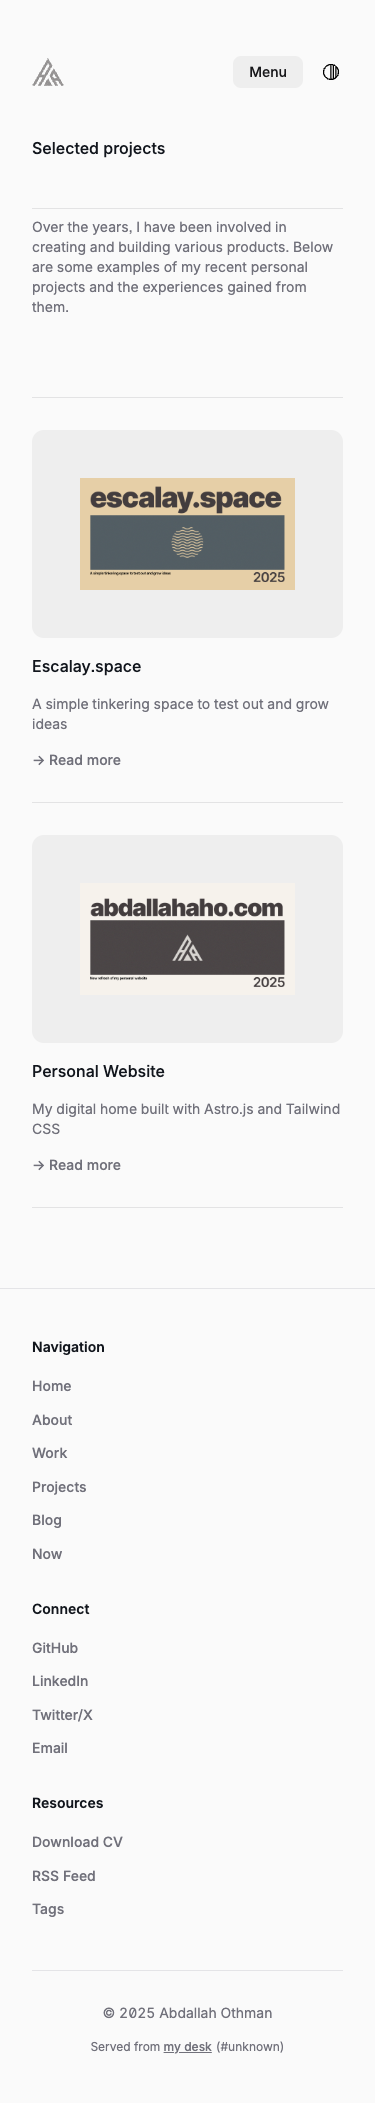 Menu
Selected projects
Over the years, I have been involved in
creating and building various products. Below
are some examples of my recent personal
projects and the experiences gained from
them.
escalay.space
A simple tinkering space to test out and grow ideas
2025
Escalay.space
A simple tinkering space to test out and grow
ideas
→ Read more
abdallahaho.com
New refresh of my personal website
2025
Personal Website
My digital home built with Astro.js and Tailwind
CSS
→ Read more
Navigation
Home
About
Work
Projects
Blog
Now
Connect
GitHub
LinkedIn
Twitter/X
Email
Resources
Download CV
RSS Feed
Tags
© 2025 Abdallah Othman
Served from my desk (#unknown)